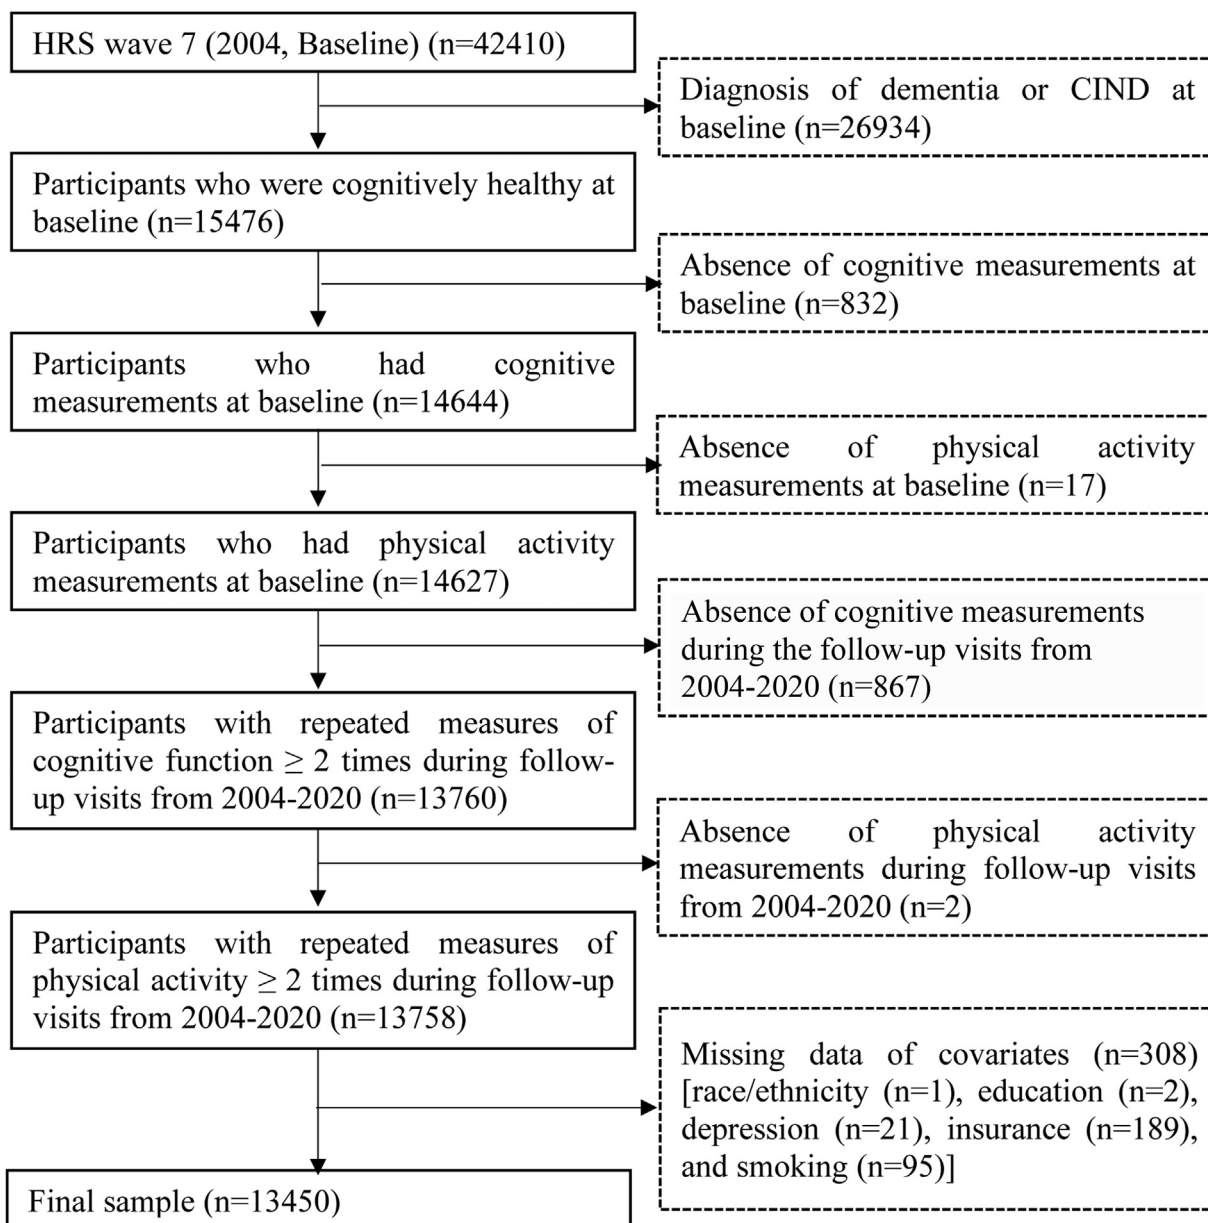 HRS wave 7 (2004, Baseline) (n=42410)
Diagnosis of dementia or CIND at
baseline (n=26934)
Participants who were cognitively healthy at
baseline (n=15476)
Absence of cognitive measurements at
baseline (n=832)
Participants who had cognitive
measurements at baseline (n=14644)
Absence of physical activity
measurements at baseline (n=17)
Participants who had physical activity
measurements at baseline (n=14627)
Absence of cognitive measurements
during the follow-up visits from
2004-2020 (n=867)
Participants with repeated measures of
cognitive function ≥ 2 times during follow-
up visits from 2004-2020 (n=13760)
Absence of physical activity
measurements during follow-up visits
from 2004-2020 (n=2)
Participants with repeated measures of
physical activity ≥ 2 times during follow-up
visits from 2004-2020 (n=13758)
Missing data of covariates (n=308)
[race/ethnicity (n=1), education (n=2),
depression (n=21), insurance (n=189),
and smoking (n=95)]
Final sample (n=13450)